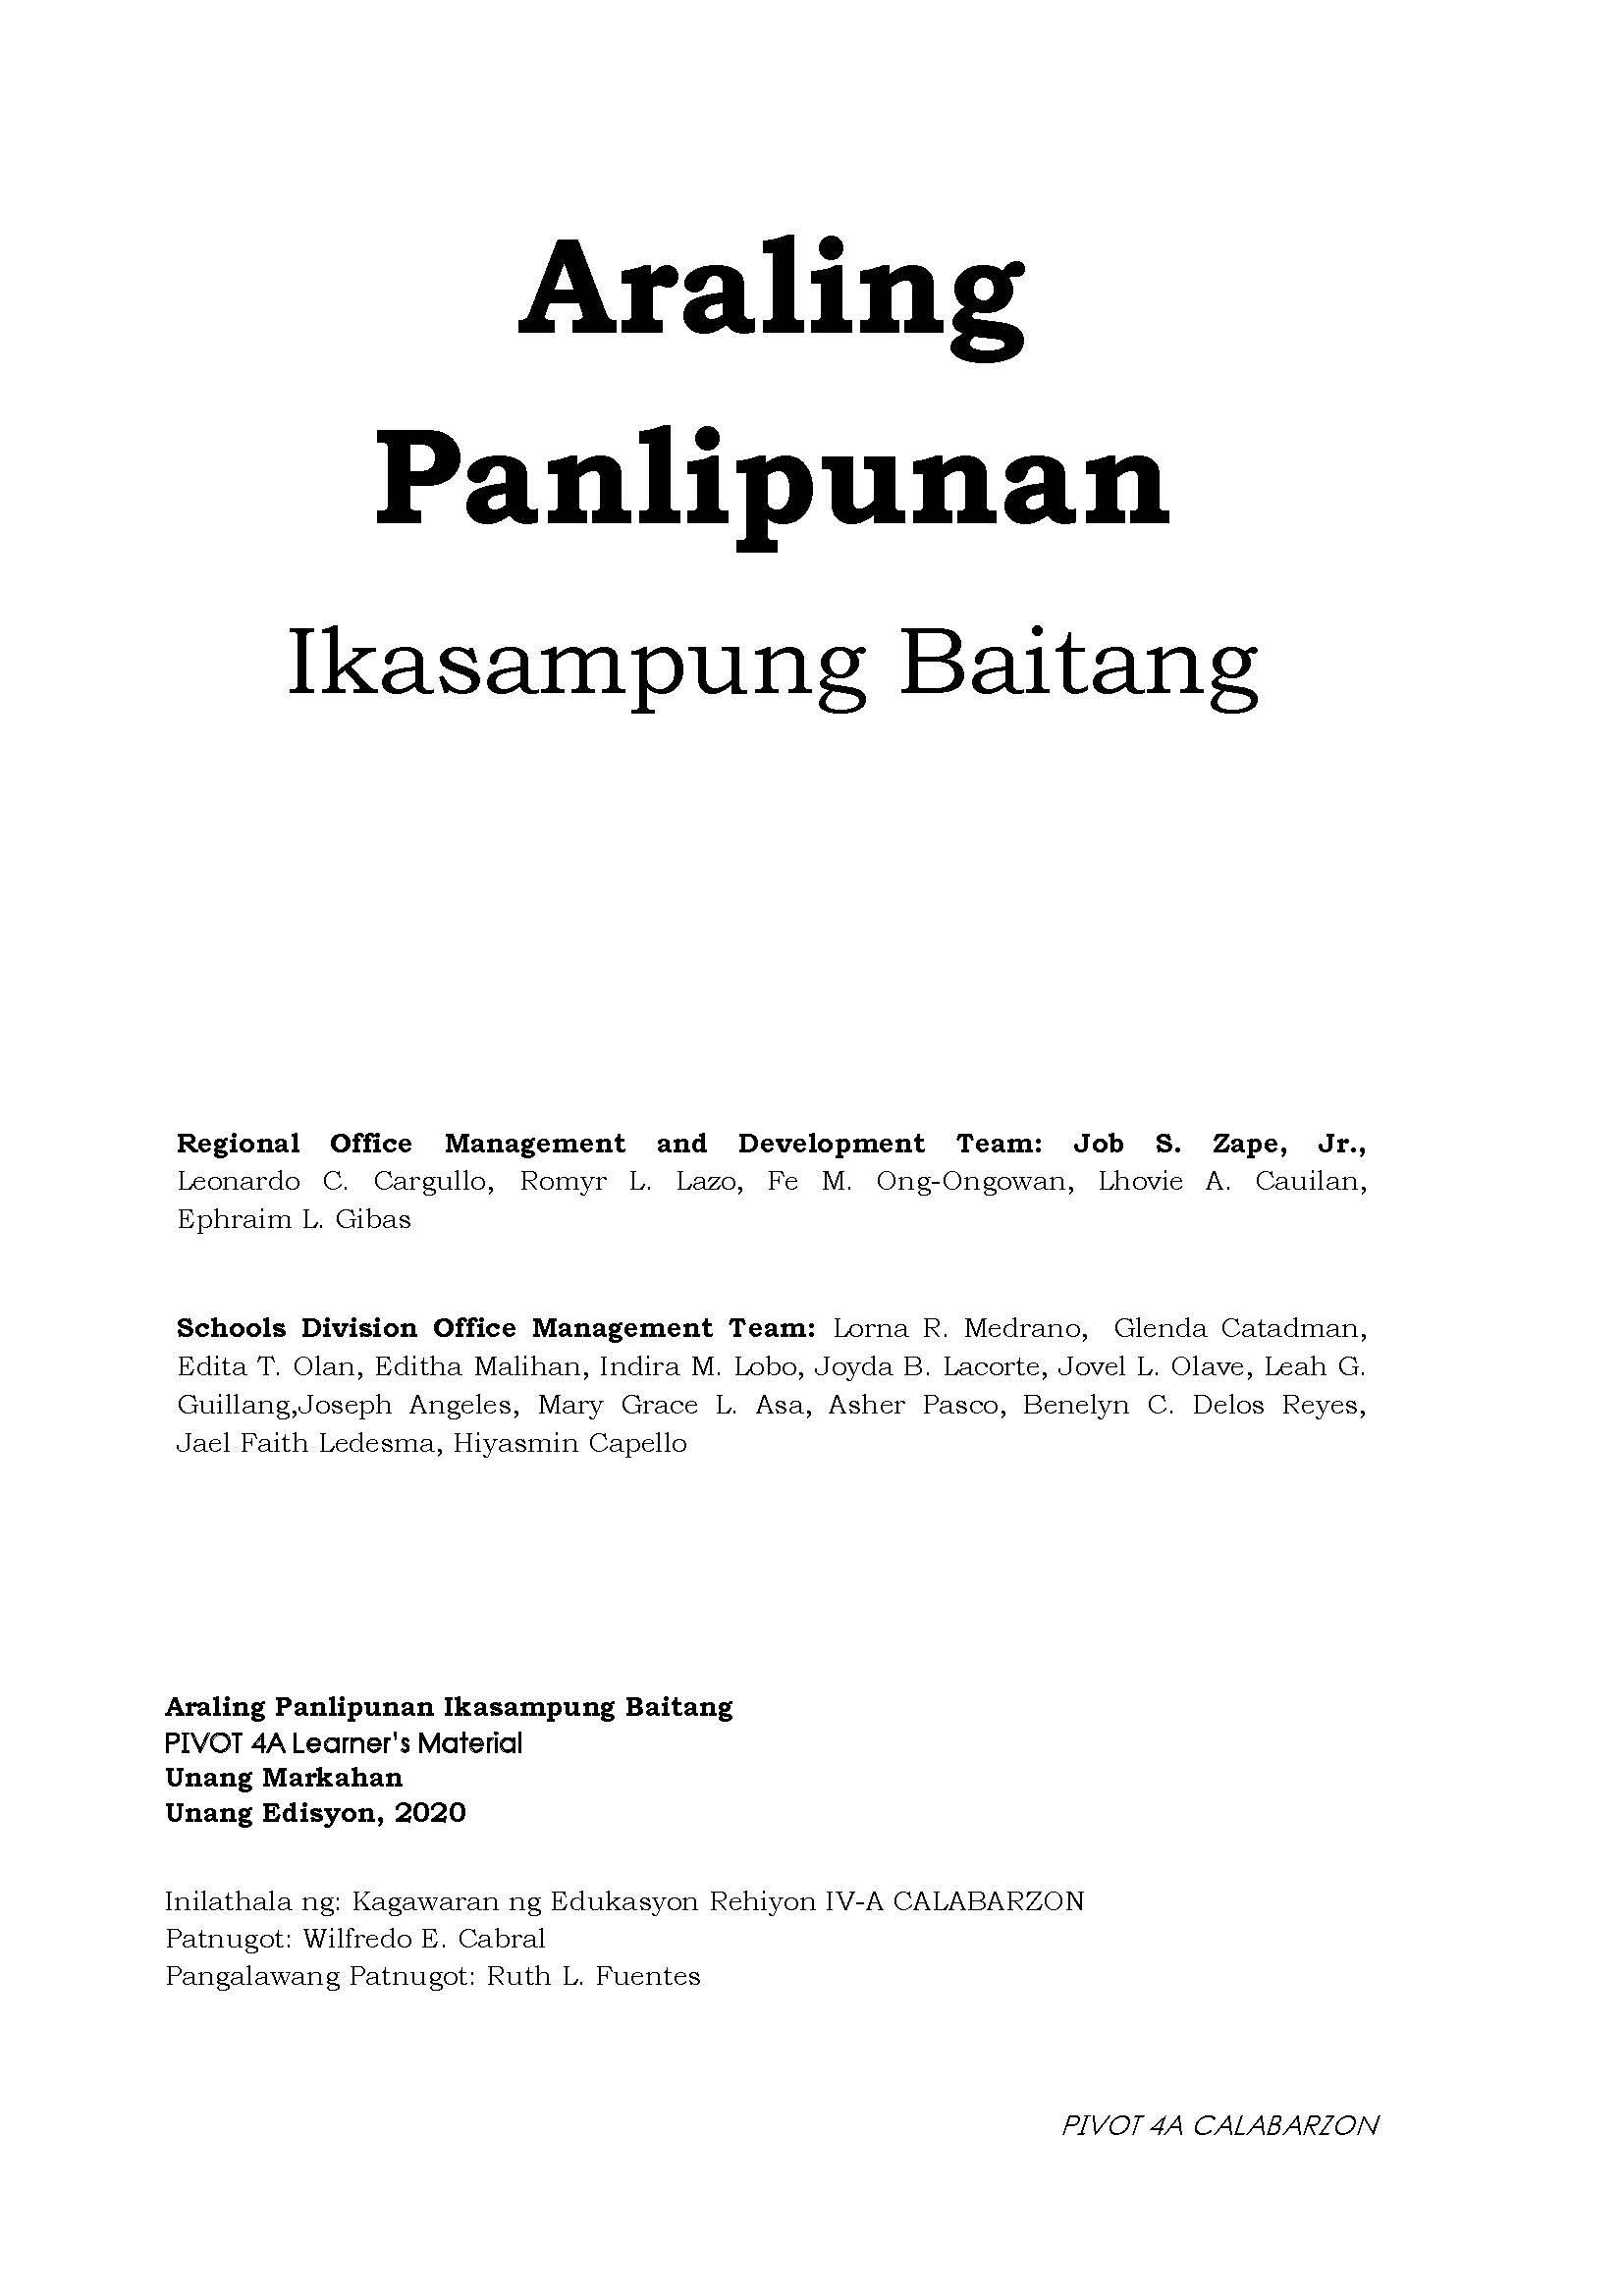 Araling
Panlipunan
Ikasampung Baitang
Regional Office Management and Development Team: Job S. Zape, Jr.,
Leonardo C. Cargullo, Romyr L. Lazo, Fe M. Ong-Ongowan, Lhovie A. Cauilan,
Ephraim L. Gibas
Schools Division Office Management Team: Lorna R. Medrano, Glenda Catadman,
Edita T. Olan, Editha Malihan, Indira M. Lobo, Joyda B. Lacorte, Jovel L. Olave, Leah G.
Guillang,Joseph Angeles, Mary Grace L. Asa, Asher Pasco, Benelyn C. Delos Reyes,
Jael Faith Ledesma, Hiyasmin Capello
Araling Panlipunan Ikasampung Baitang
PIVOT 4A Learner's Material
Unang Markahan
Unang Edisyon, 2020
Inilathala ng: Kagawaran ng Edukasyon Rehiyon IV-A CALABARZON
Patnugot: Wilfredo E. Cabral
Pangalawang Patnugot: Ruth L. Fuentes
PIVOT 4A CALABARZON